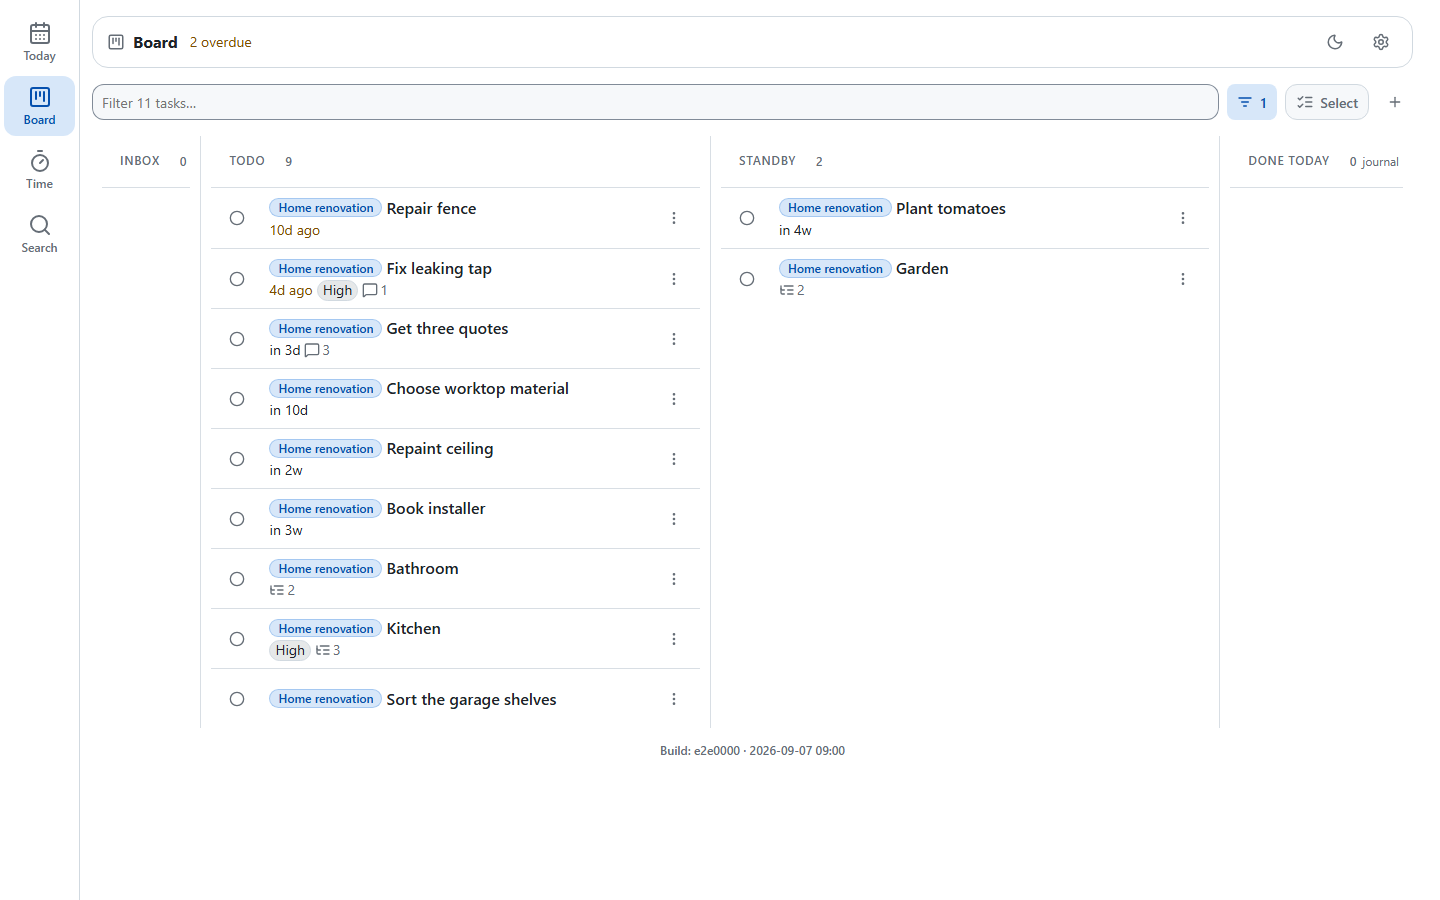 Today
Board
Time
Search
Board 2 overdue
Filter 11 tasks...
1
Select
INBOX 0
TODO 9
Home renovation Repair fence
10d ago
Home renovation Fix leaking tap
4d ago High 1
Home renovation Get three quotes
in 3d 3
Home renovation Choose worktop material
in 10d
Home renovation Repaint ceiling
in 2w
Home renovation Book installer
in 3w
Home renovation Bathroom
2
Home renovation Kitchen
High 3
Home renovation Sort the garage shelves
STANDBY 2
Home renovation Plant tomatoes
in 4w
Home renovation Garden
2
DONE TODAY 0 journal
Build: e2e0000 · 2026-09-07 09:00